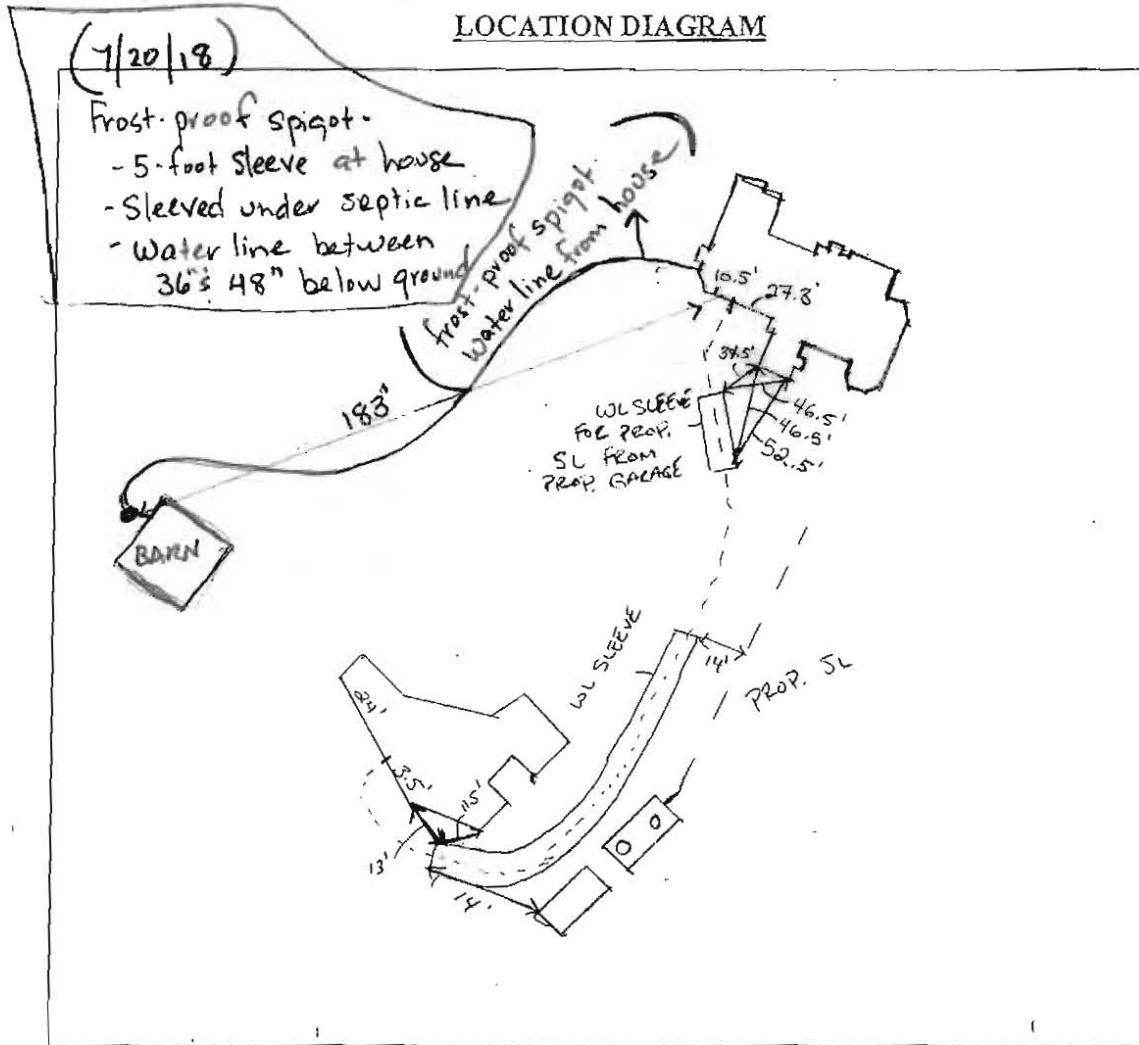 LOCATION DIAGRAM
(7/20/18)
Frost-proof spigot-
- 5-foot sleeve at house
- Sleeved under septic line
- Water line between
36" & 48" below ground
frost-proof spigot
water line from house
10.5'
27.8'
183'
WL SLEEVE
FOR PROP.
SL FROM
PROP. GARAGE
46.5'
46.5'
52.5'
BARN
WL SLEEVE
14'
PROP. SL
24'
3.5'
11.5'
13'
14'